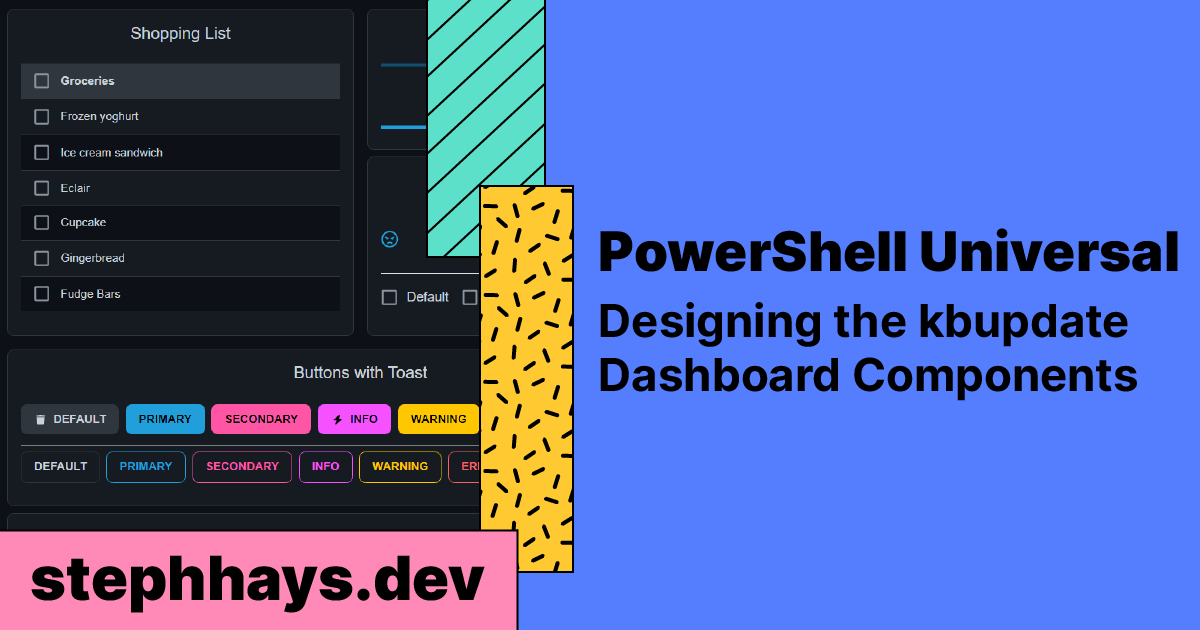 Shopping List
Groceries
Frozen yoghurt
Ice cream sandwich
Eclair
Cupcake
Gingerbread
Fudge Bars
Default
Buttons with Toast
DEFAULT PRIMARY SECONDARY INFO WARNING
DEFAULT PRIMARY SECONDARY INFO WARNING
stephhays.dev
PowerShell Universal
Designing the kbupdate
Dashboard Components